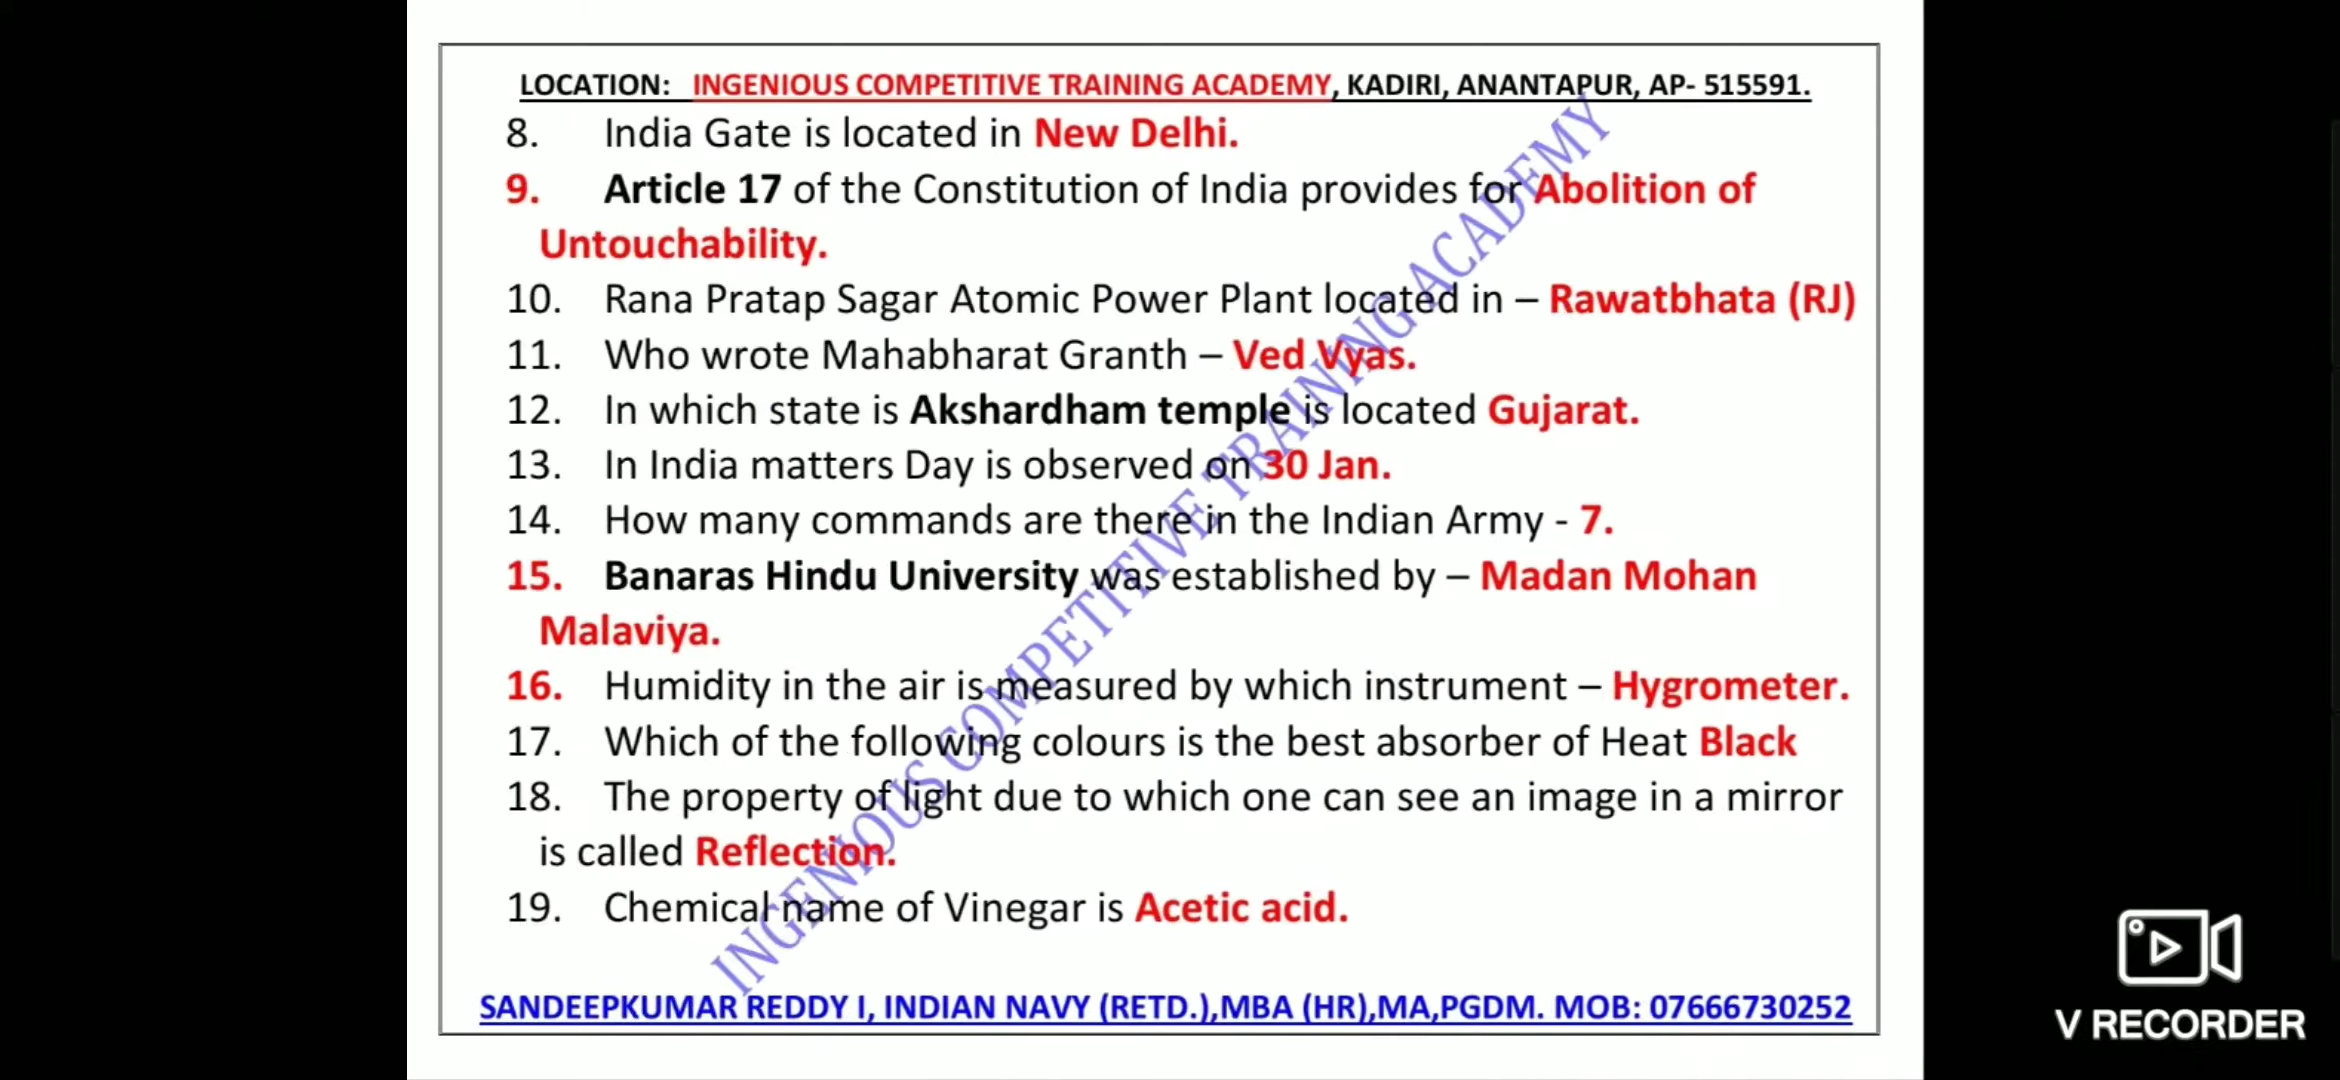 LOCATION: INGENIOUS COMPETITIVE TRAINING ACADEMY, KADIRI, ANANTAPUR, AP- 515591.
8. India Gate is located in New Delhi.
9. Article 17 of the Constitution of India provides for Abolition of
Untouchability.
10. Rana Pratap Sagar Atomic Power Plant located in – Rawatbhata (RJ)
11. Who wrote Mahabharat Granth – Ved Vyas.
12. In which state is Akshardham temple is located Gujarat.
13. In India matters Day is observed on 30 Jan.
14. How many commands are there in the Indian Army - 7.
15. Banaras Hindu University was established by – Madan Mohan
Malaviya.
16. Humidity in the air is measured by which instrument – Hygrometer.
17. Which of the following colours is the best absorber of Heat Black
18. The property of light due to which one can see an image in a mirror
is called Reflection.
19. Chemical name of Vinegar is Acetic acid.
INGENIOUS COMPETITIVE TRAINING ACADEMY
SANDEEPKUMAR REDDY I, INDIAN NAVY (RETD.),MBA (HR),MA,PGDM. MOB: 07666730252
V RECORDER